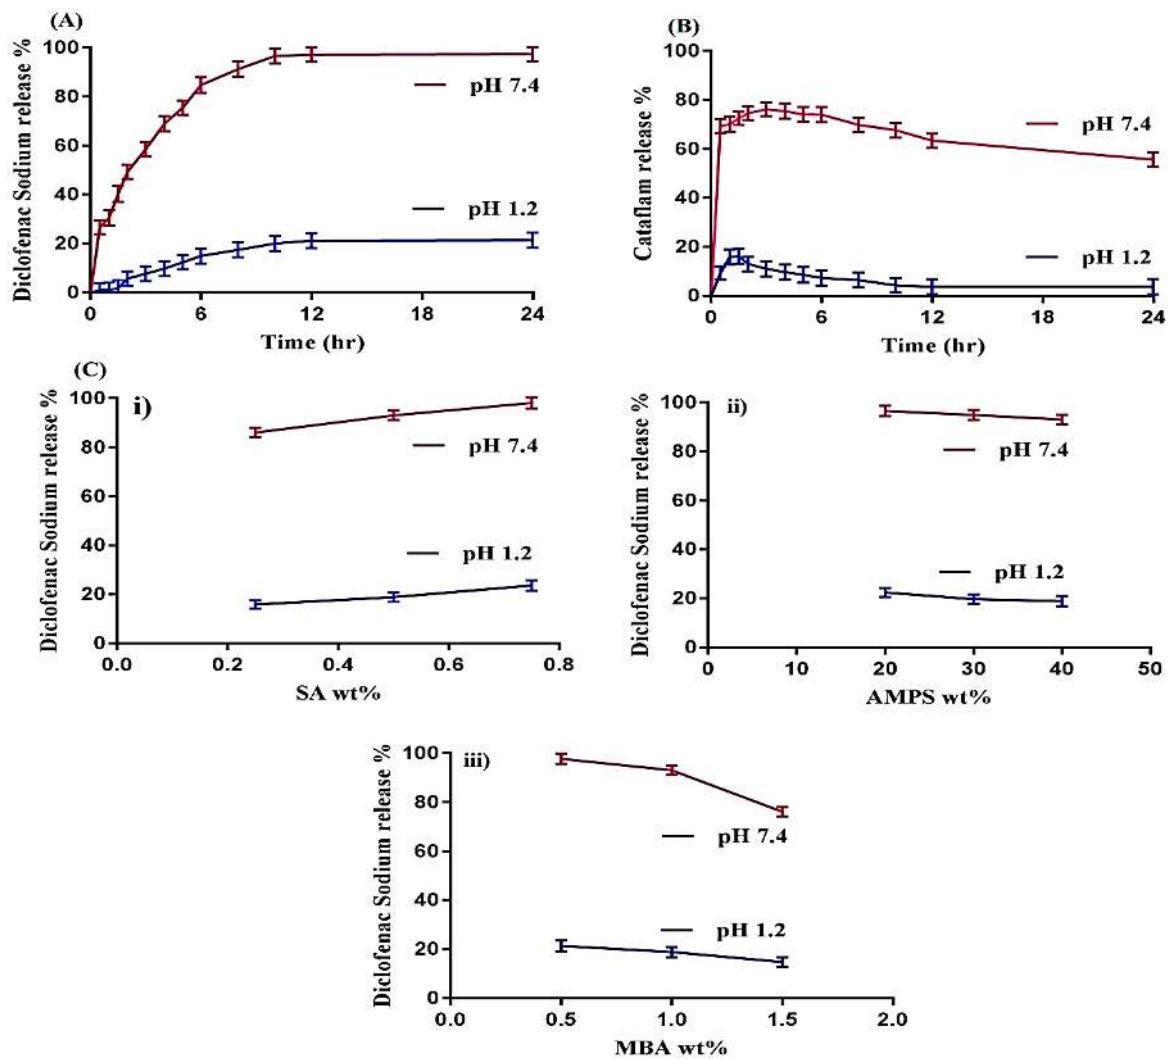 (A)
Diclofenac Sodium release %
100
80
60
40
20
0
pH 7.4
pH 1.2
0 6 12 18 24
Time (hr)
(B)
Cataflam release %
100
80
60
40
20
0
pH 7.4
pH 1.2
0 6 12 18 24
Time (hr)
(C)
i)
Diclofenac Sodium release %
100
80
60
40
20
0
pH 7.4
pH 1.2
0.0 0.2 0.4 0.6 0.8
SA wt%
ii)
Diclofenac Sodium release %
100
80
60
40
20
0
pH 7.4
pH 1.2
0 10 20 30 40 50
AMPS wt%
iii)
Diclofenac Sodium release %
100
80
60
40
20
0
pH 7.4
pH 1.2
0.0 0.5 1.0 1.5 2.0
MBA wt%